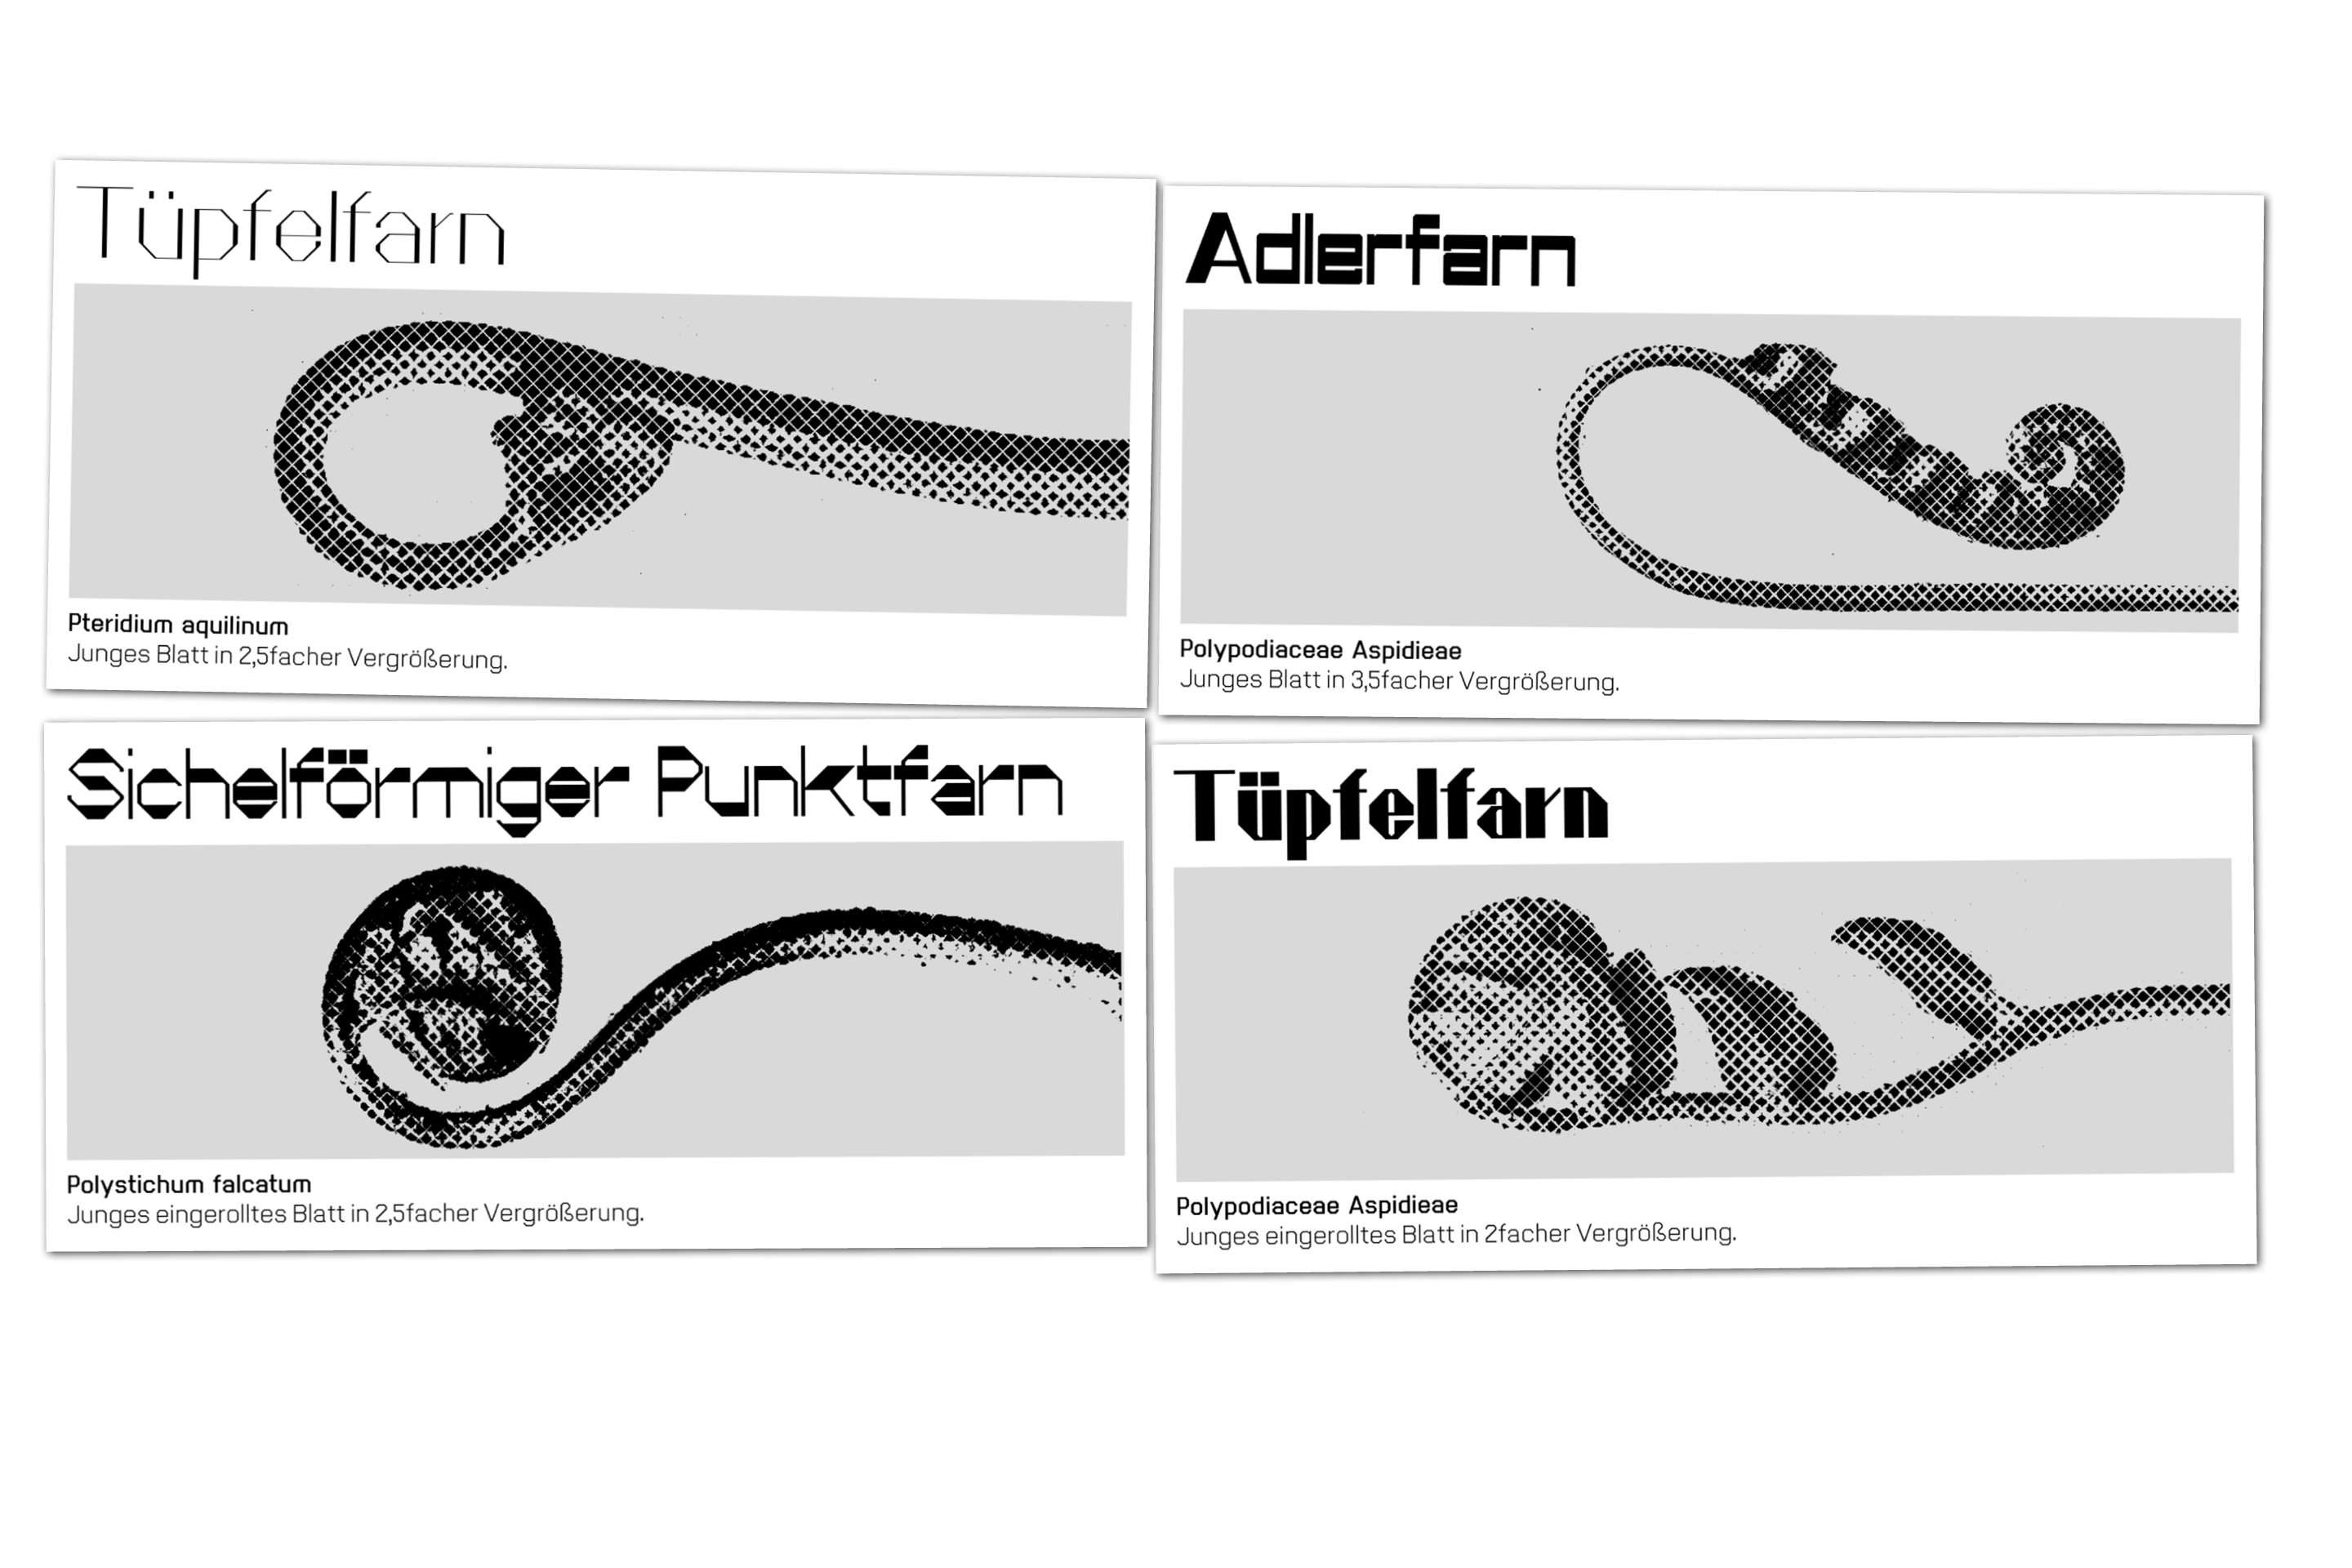 Tüpfelfarn
Pteridium aquilinum
Junges Blatt in 2,5facher Vergrößerung.
Adlerfarn
Polypodiaceae Aspidieae
Junges Blatt in 3,5facher Vergrößerung.
Sichelförmiger Punktfarn
Polystichum falcatum
Junges eingerolltes Blatt in 2,5facher Vergrößerung.
Tüpfelfarn
Polypodiaceae Aspidieae
Junges eingerolltes Blatt in 2facher Vergrößerung.